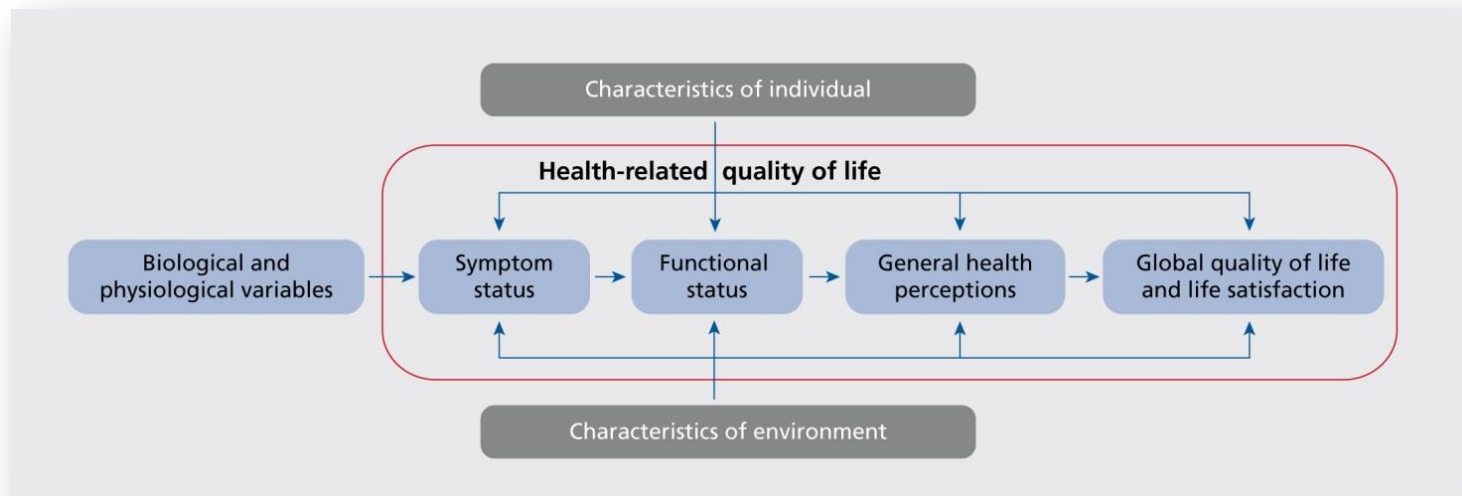 Characteristics of individual
Health-related quality of life
Biological and
physiological variables
Symptom
status
Functional
status
General health
perceptions
Global quality of life
and life satisfaction
Characteristics of environment